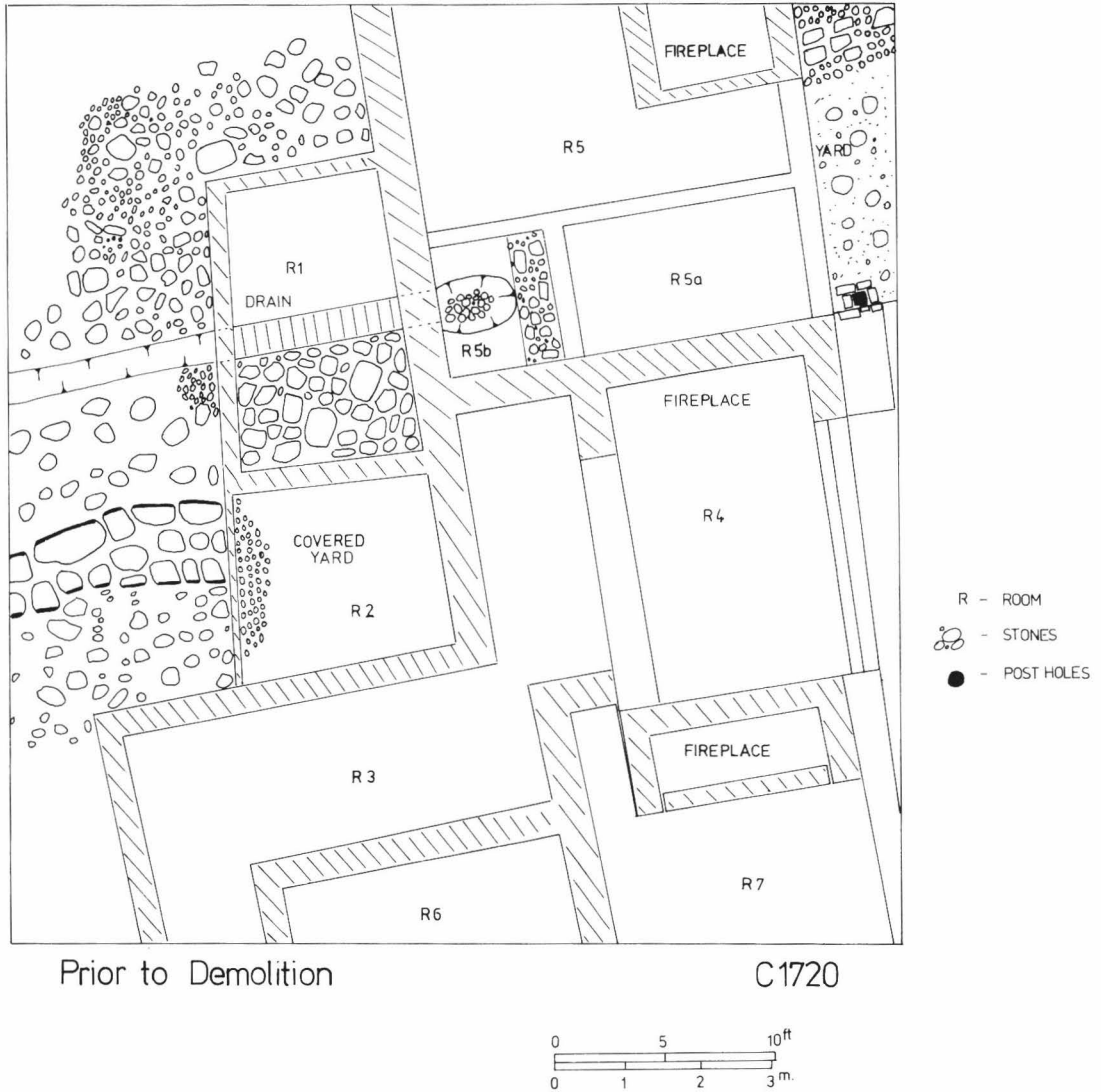 FIREPLACE
R5
YARD
R1
R5a
DRAIN
R5b
FIREPLACE
R4
COVERED
YARD
R2
R - ROOM
- STONES
- POST HOLES
FIREPLACE
R3
R7
R6
Prior to Demolition
C1720
0 5 10ft
0 1 2 3 m.